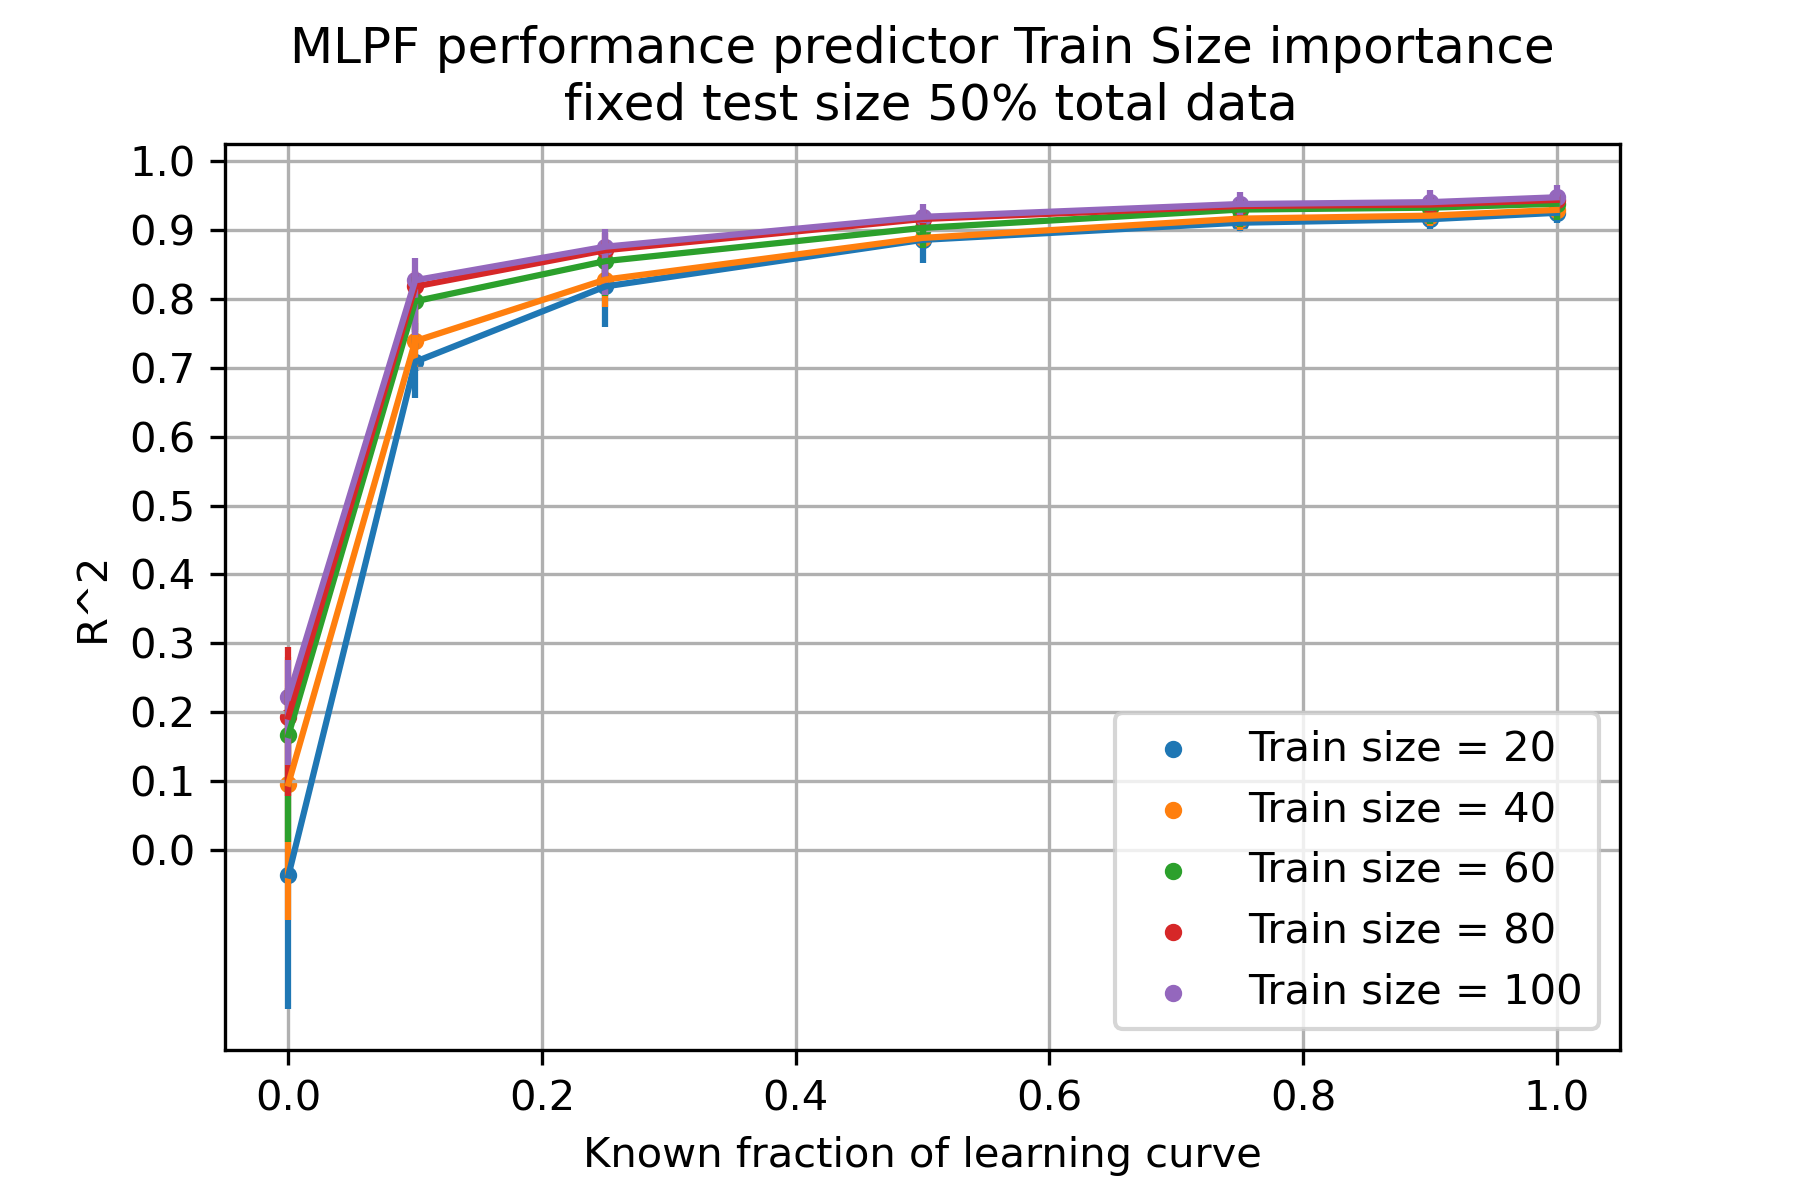 MLPF performance predictor Train Size importance
fixed test size 50% total data
1.0
0.9
0.8
0.7
0.6
0.5
0.4
0.3
0.2
0.1
0.0
R^2
Train size = 20
Train size = 40
Train size = 60
Train size = 80
Train size = 100
0.0 0.2 0.4 0.6 0.8 1.0
Known fraction of learning curve